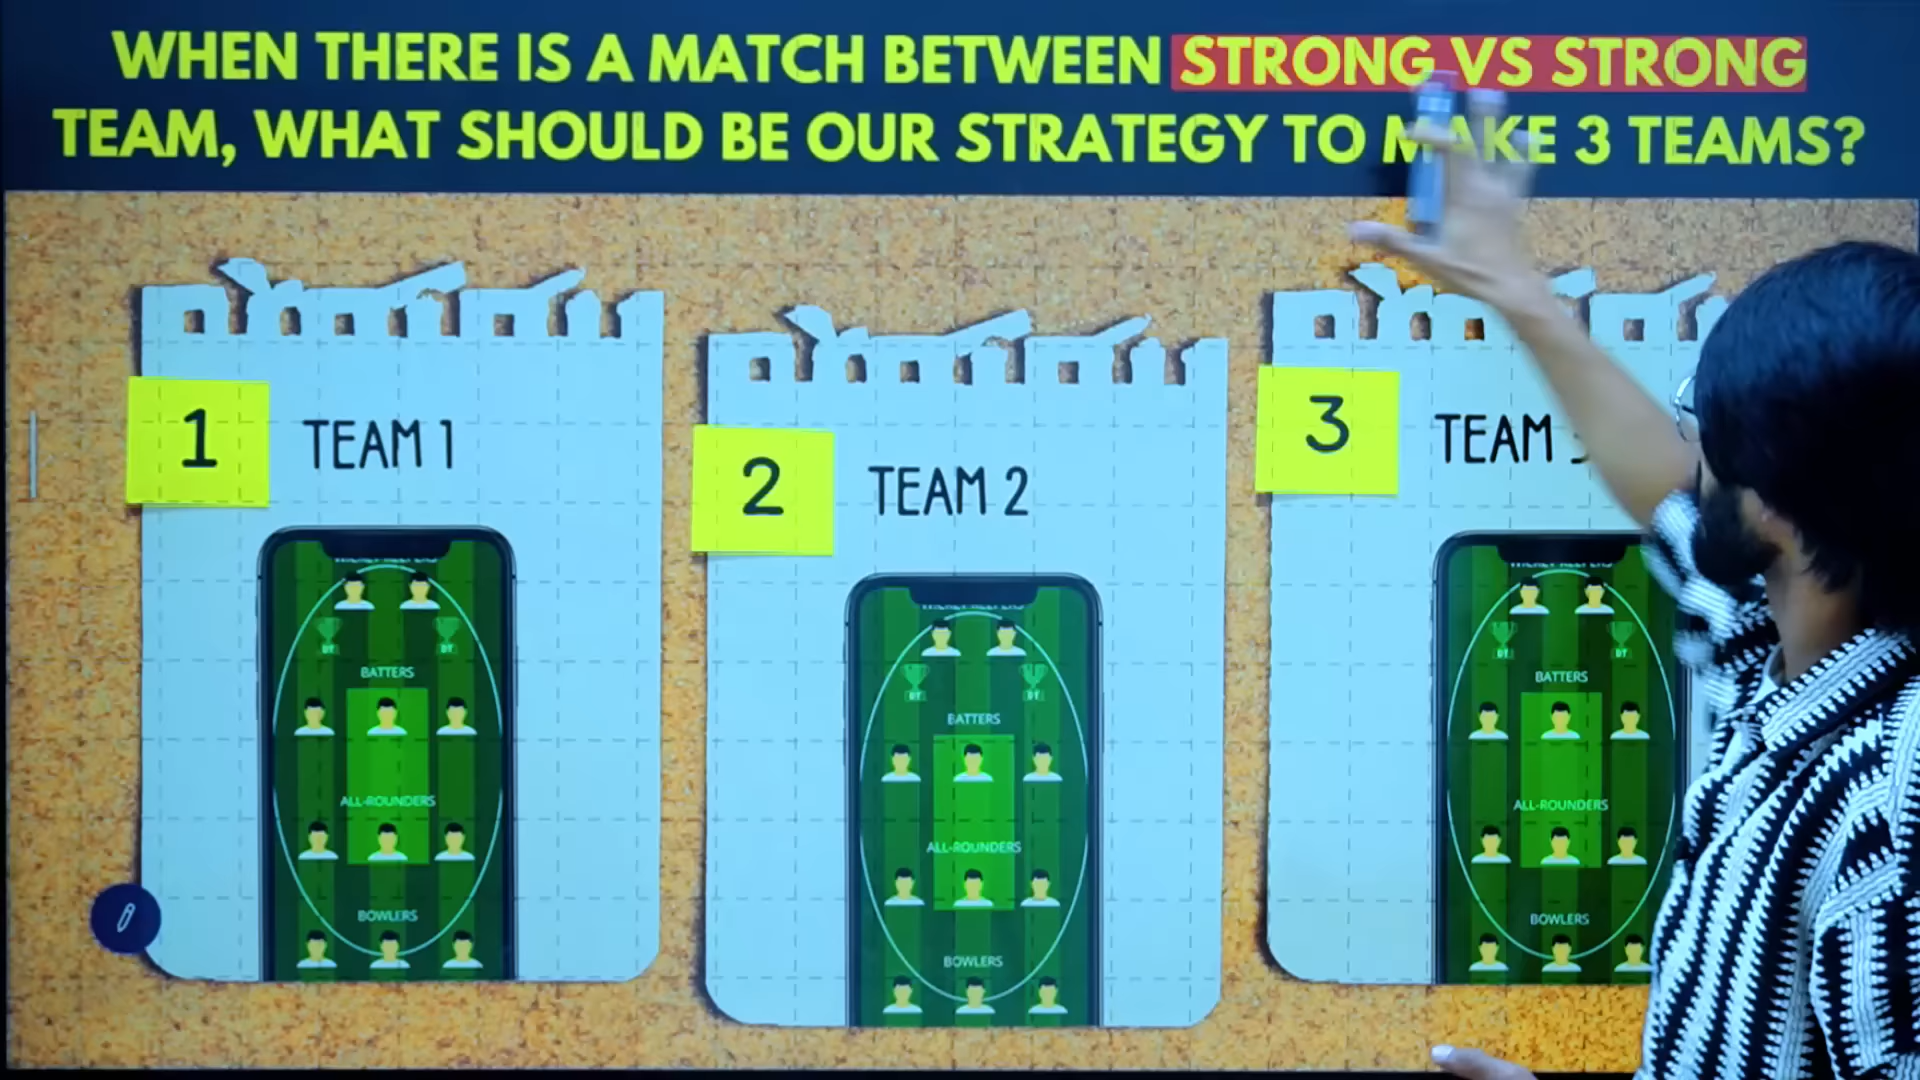 WHEN THERE IS A MATCH BETWEEN STRONG VS STRONG
TEAM, WHAT SHOULD BE OUR STRATEGY TO MAKE 3 TEAMS?
1
TEAM 1
BATTERS
ALL-ROUNDERS
BOWLERS
2
TEAM 2
BATTERS
ALL-ROUNDERS
BOWLERS
3
TEAM
BATTERS
ALL-ROUNDERS
BOWLERS